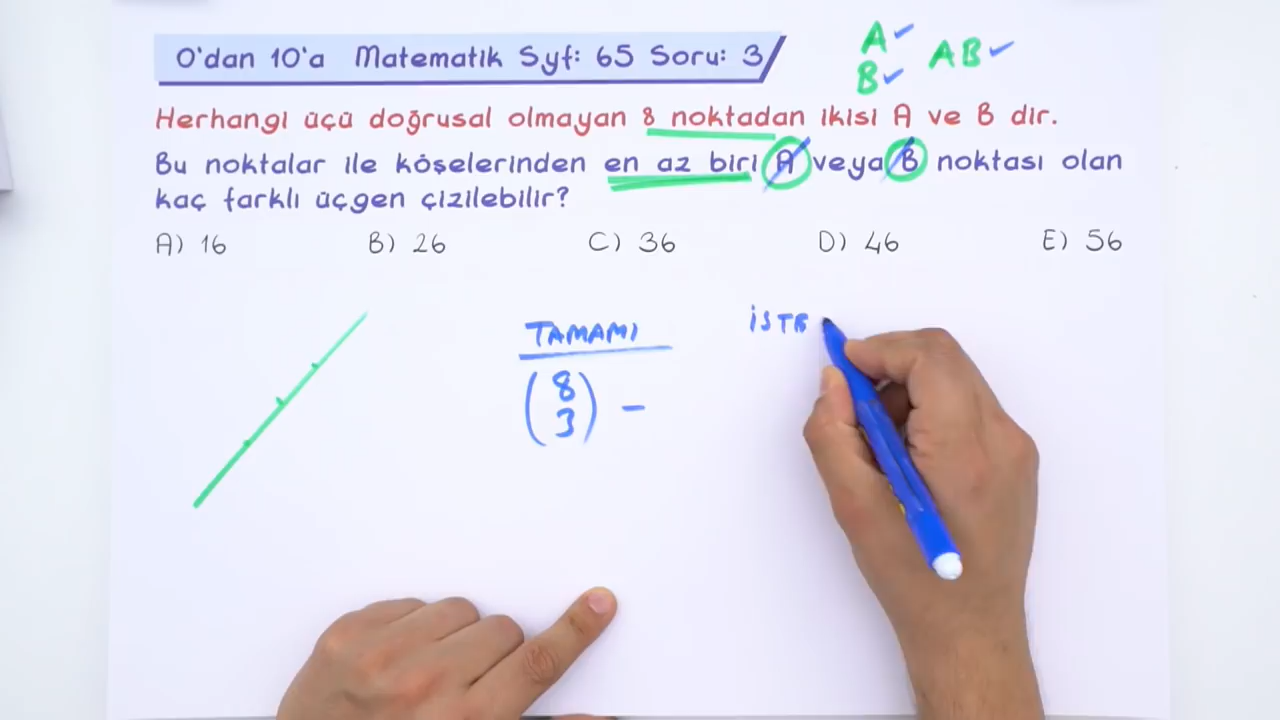 O'dan 10'a Matematik Syf: 65 Soru: 3
A
B
AB
Herhangi üçü doğrusal olmayan 8 noktadan ikisi A ve B dir.
Bu noktalar ile köşelerinden en az biri A veya B noktası olan
kaç farklı üçgen çizilebilir?
A) 16 B) 26 C) 36 D) 46 E) 56
TAMAMI
(8
3) -